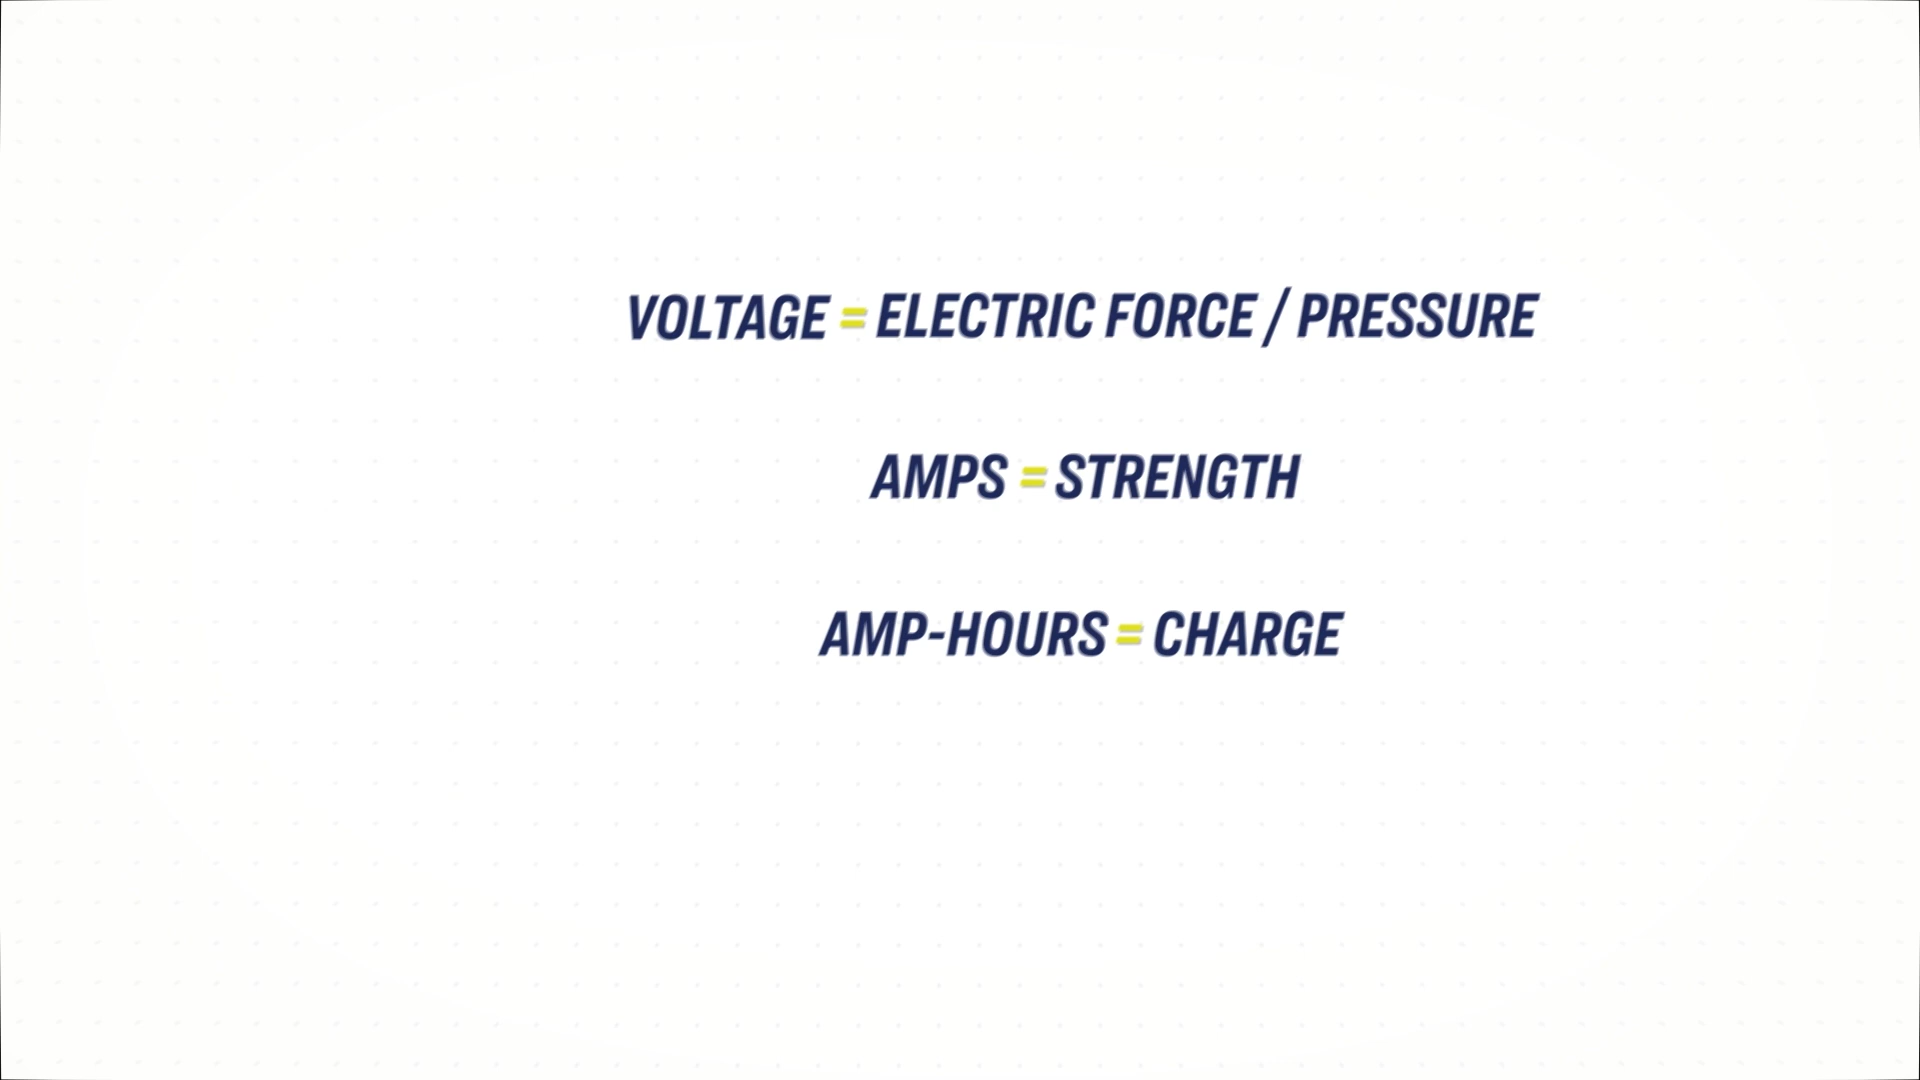 VOLTAGE = ELECTRIC FORCE / PRESSURE
AMPS = STRENGTH
AMP-HOURS = CHARGE